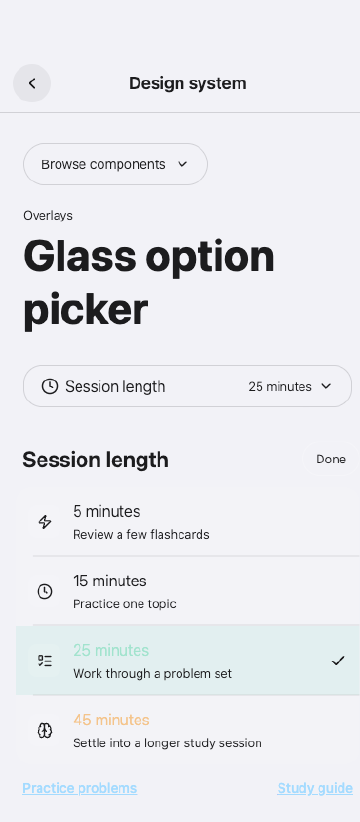 Design system
Browse components
Overlays
Glass option
picker
Session length
25 minutes
Session length
Done
5 minutes
Review a few flashcards
15 minutes
Practice one topic
25 minutes
Work through a problem set
45 minutes
Settle into a longer study session
Practice problems
Study guide